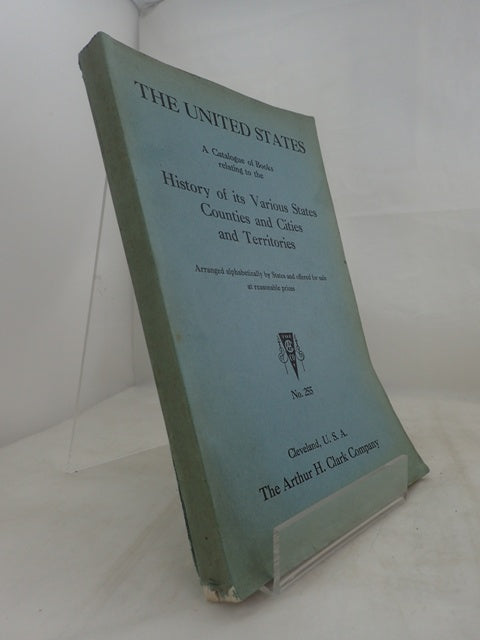 THE UNITED STATES
A Catalogue of Books
relating to the
History of its Various States
Counties and Cities
and Territories
Arranged alphabetically by States and offered for sale
at reasonable prices
No. 255
Cleveland, U. S. A.
The Arthur H. Clark Company